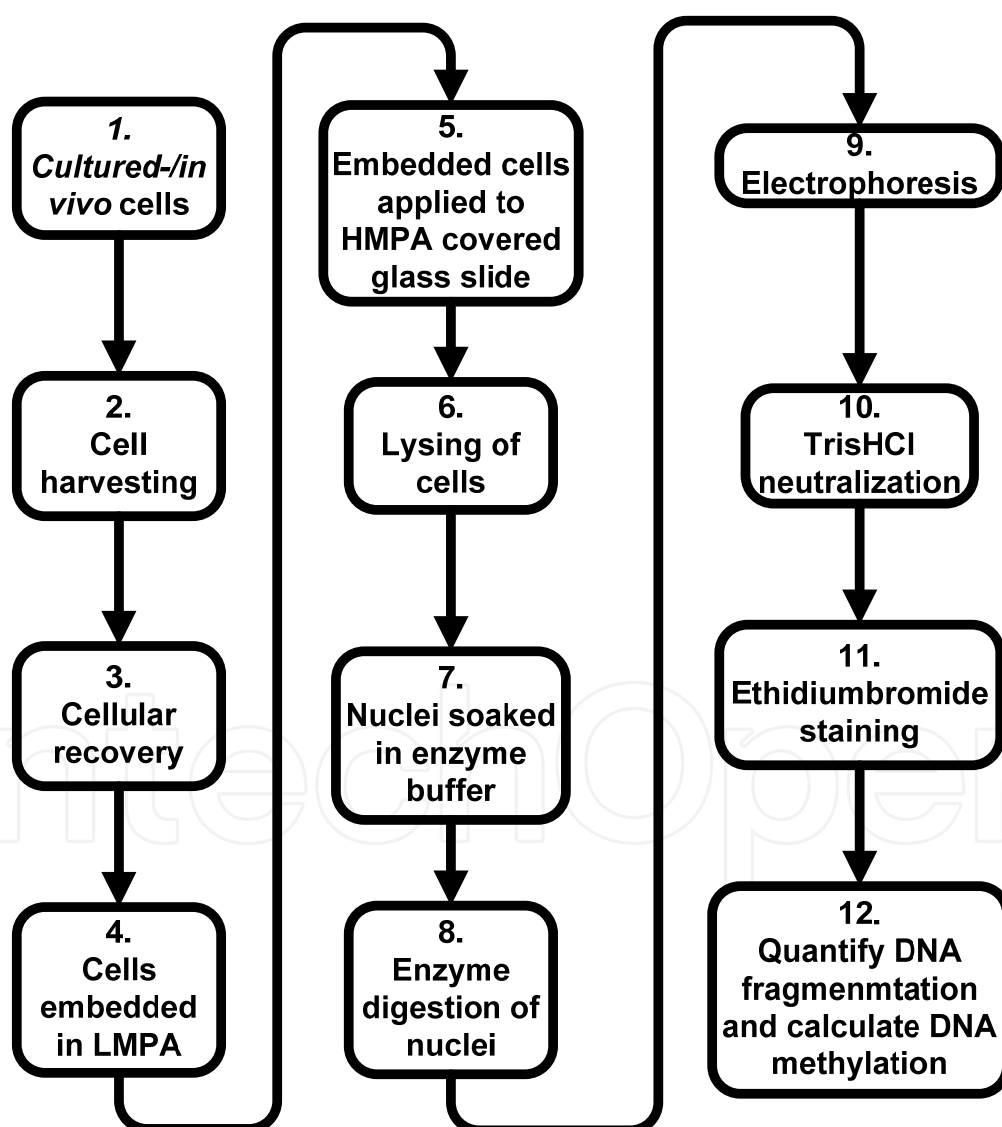 1.
Cultured-/in
vivo cells
2.
Cell
harvesting
3.
Cellular
recovery
4.
Cells
embedded
in LMPA
5.
Embedded cells
applied to
HMPA covered
glass slide
6.
Lysing of
cells
7.
Nuclei soaked
in enzyme
buffer
8.
Enzyme
digestion of
nuclei
9.
Electrophoresis
10.
TrisHCl
neutralization
11.
Ethidiumbromide
staining
12.
Quantify DNA
fragmenmtation
and calculate DNA
methylation
ntechOpe